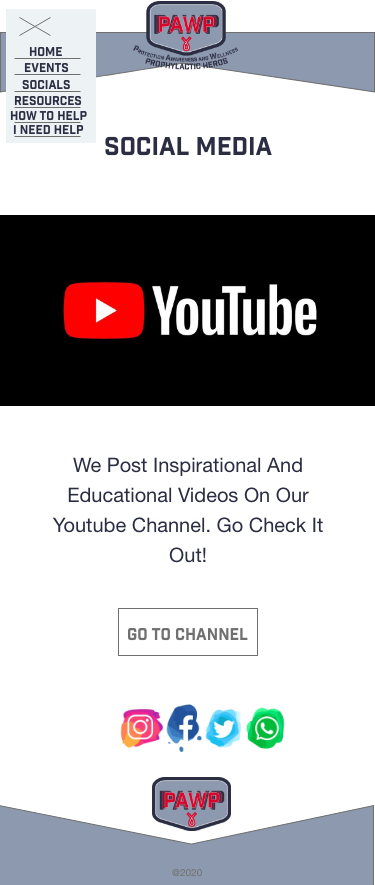 PAWP
Protection Awareness and Wellness
PROPHYLACTIC HEROS
HOME
EVENTS
SOCIALS
RESOURCES
HOW TO HELP
I NEED HELP
SOCIAL MEDIA
YouTube
We Post Inspirational And
Educational Videos On Our
Youtube Channel. Go Check It
Out!
GO TO CHANNEL
PAWP
@2020